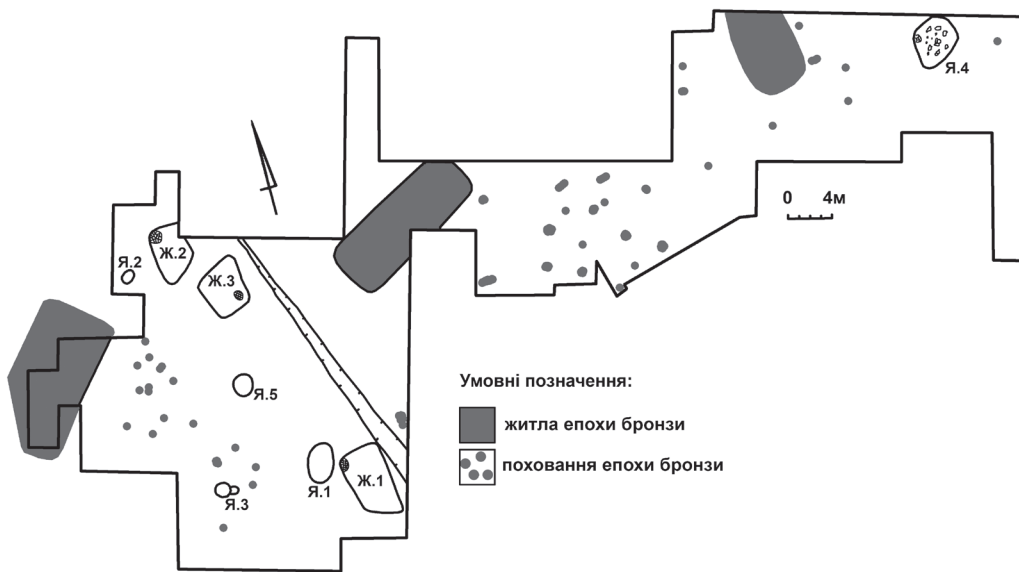 Я.4
0 4м
Я.2
Ж.2
Ж.3
Я.5
Умовні позначення:
житла епохи бронзи
поховання епохи бронзи
Я.1
Ж.1
Я.3